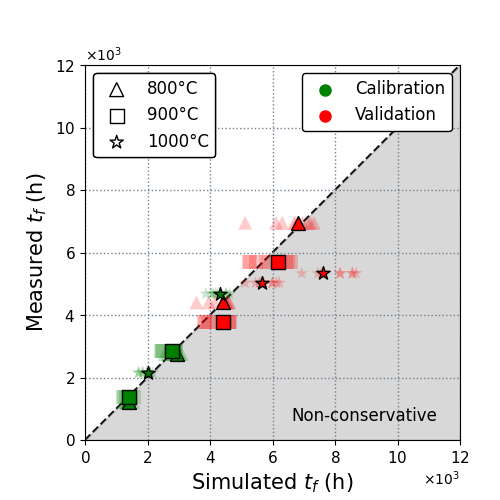 ×10³
12
10
8
6
4
2
0
Measured t_f (h)
800°C
900°C
1000°C
Calibration
Validation
Non-conservative
0 2 4 6 8 10 12
Simulated t_f (h)
×10³